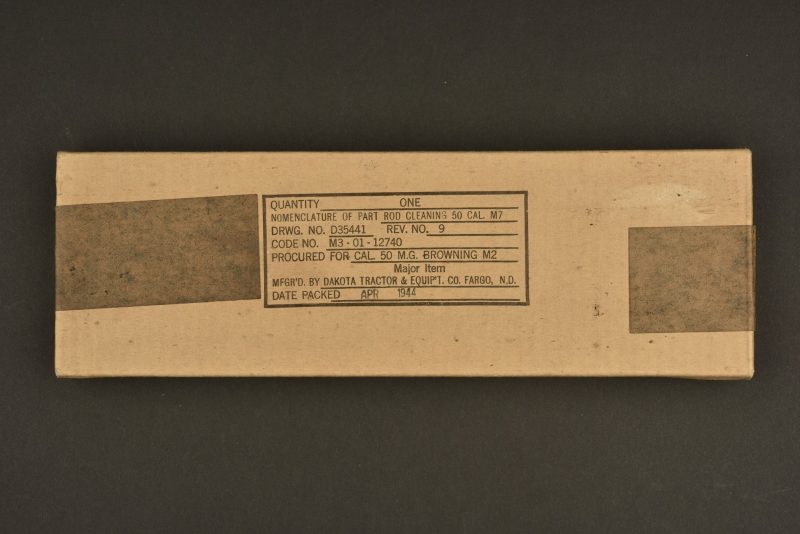 QUANTITY ONE
NOMENCLATURE OF PART ROD CLEANING 50 CAL. M7
DRWG. NO. D35441 REV. NO. 9
CODE NO. M3-01-12740
PROCURED FOR CAL. 50 M.G. BROWNING M2
Major Item
MFGR'D. BY DAKOTA TRACTOR & EQUIP'T. CO. FARGO, N.D.
DATE PACKED APR 1944